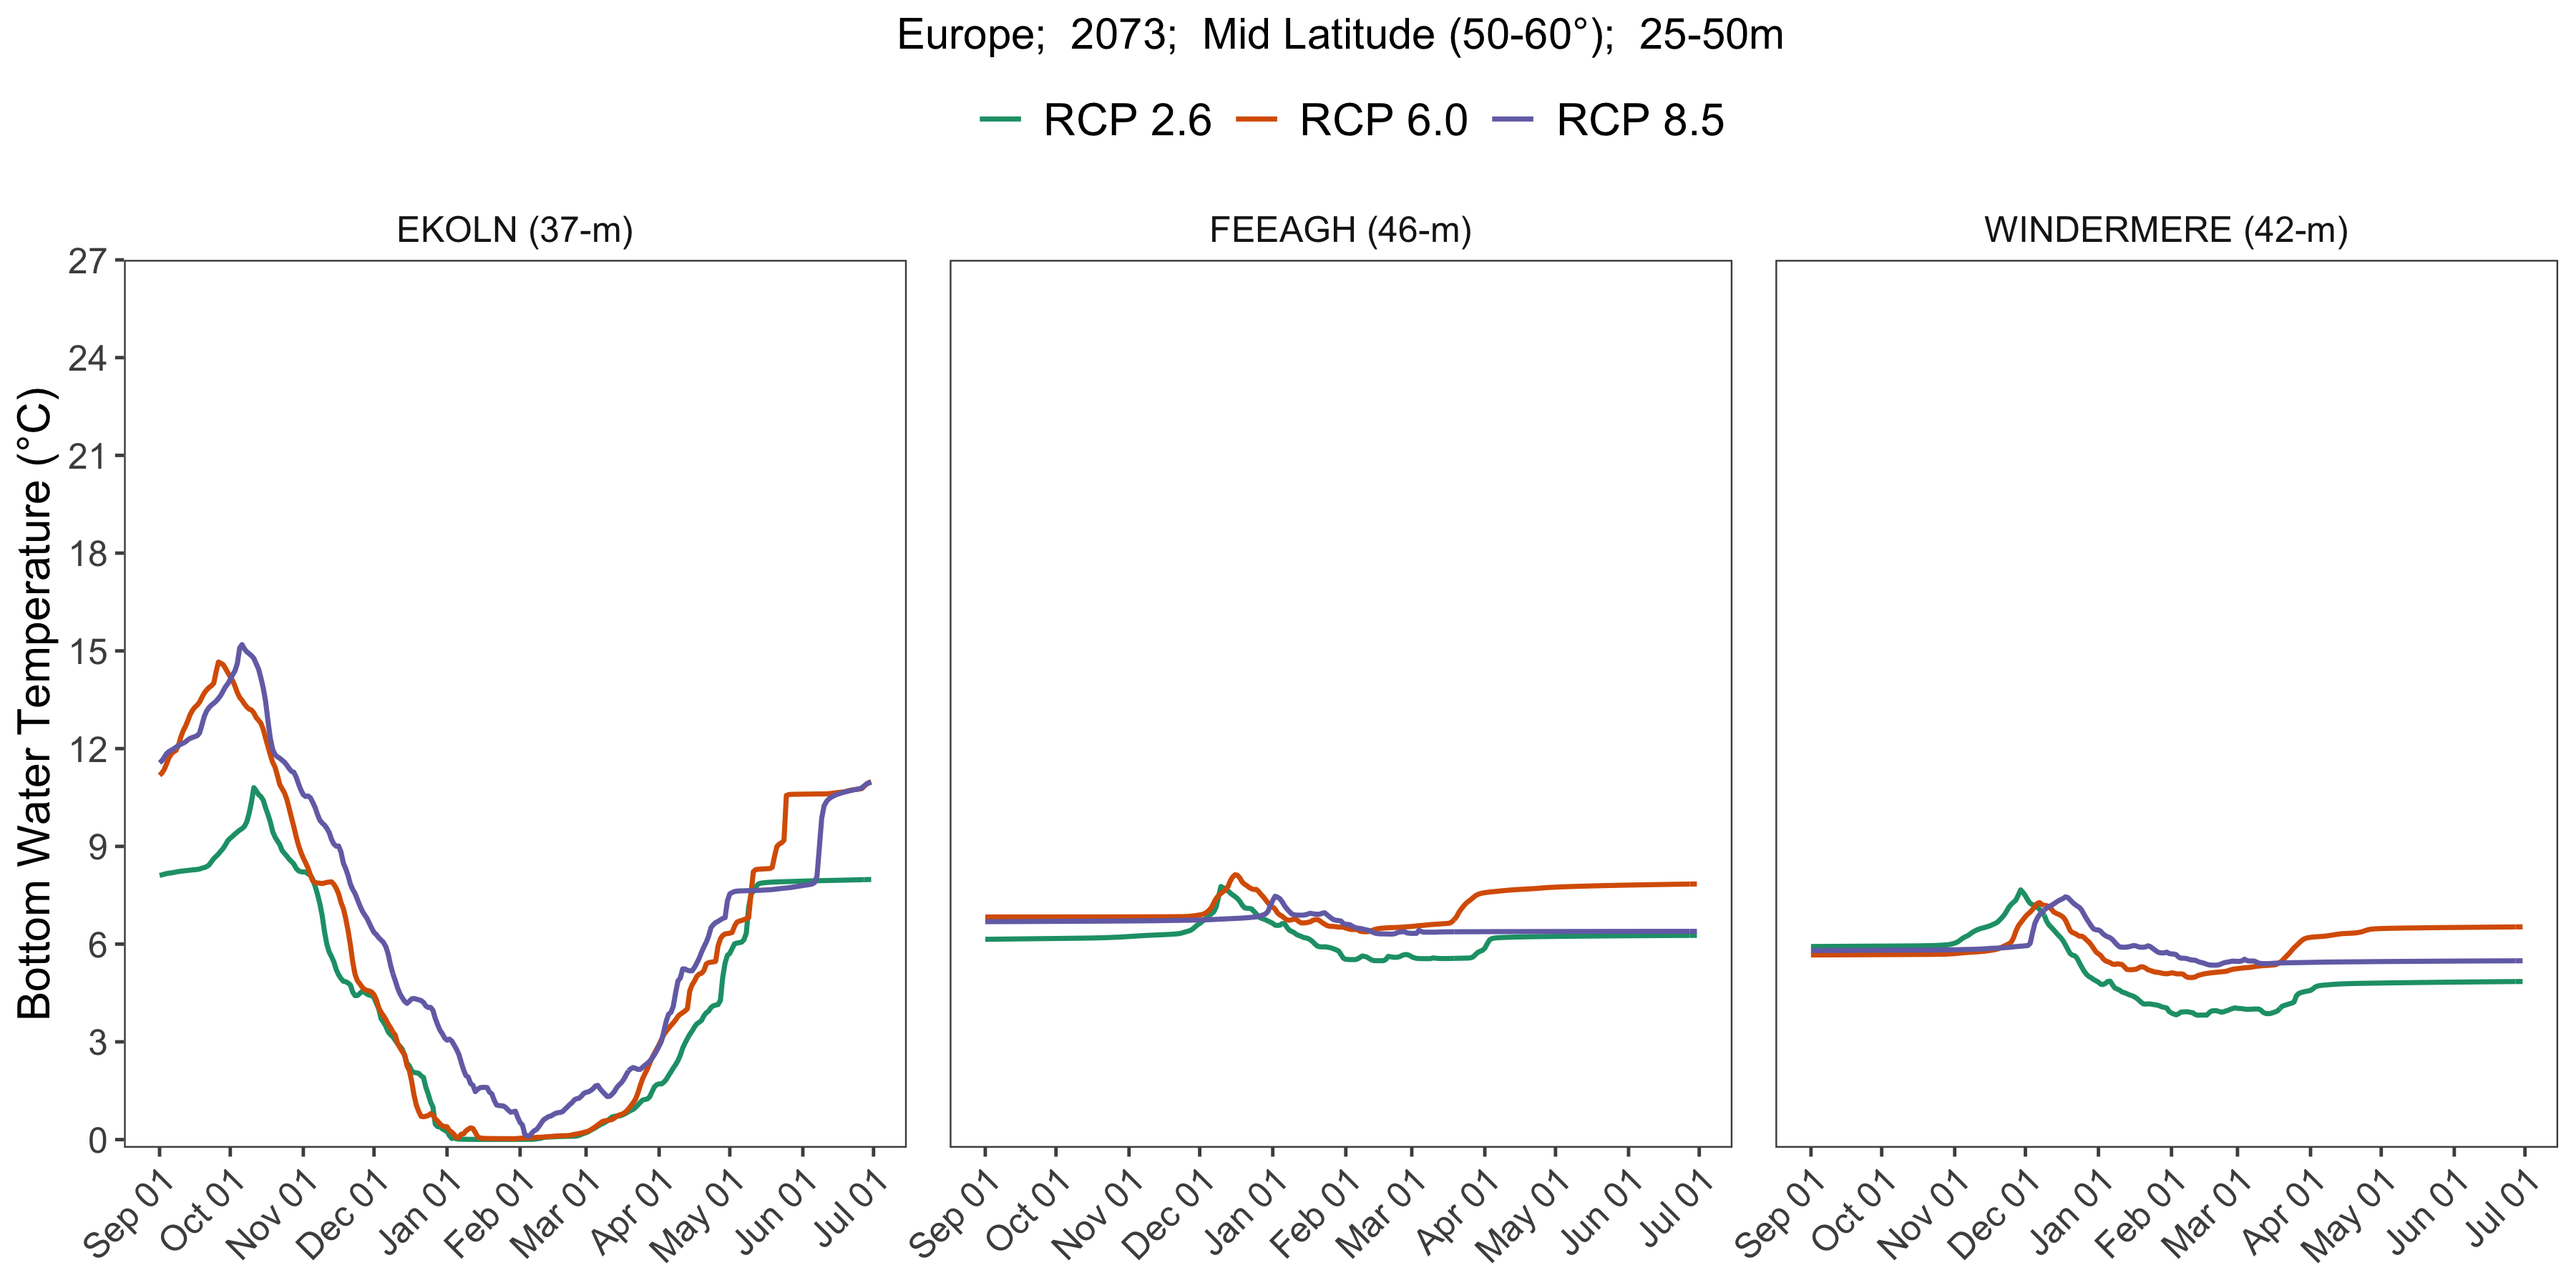 Europe;  2073;  Mid Latitude (50-60°);  25-50m
RCP 2.6 RCP 6.0 RCP 8.5
EKOLN (37-m) FEEAGH (46-m) WINDERMERE (42-m)
Bottom Water Temperature (°C)
27
24
21
18
15
12
9
6
3
0
Sep 01 Oct 01 Nov 01 Dec 01 Jan 01 Feb 01 Mar 01 Apr 01 May 01 Jun 01 Jul 01
Sep 01 Oct 01 Nov 01 Dec 01 Jan 01 Feb 01 Mar 01 Apr 01 May 01 Jun 01 Jul 01
Sep 01 Oct 01 Nov 01 Dec 01 Jan 01 Feb 01 Mar 01 Apr 01 May 01 Jun 01 Jul 01